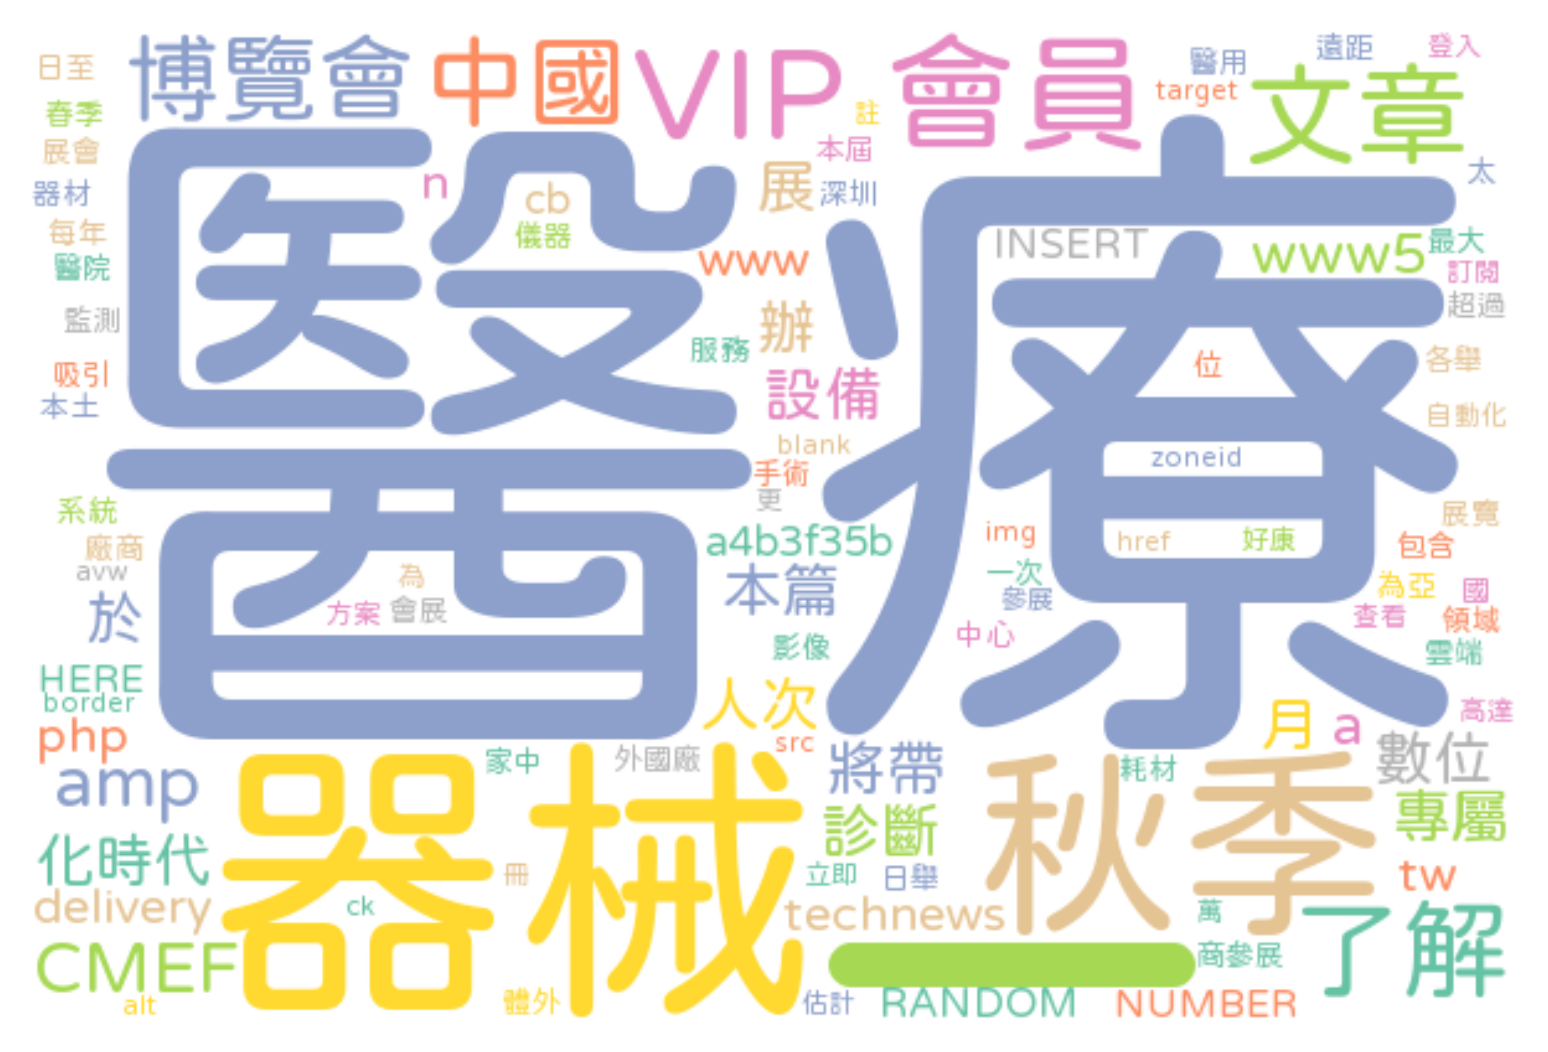 日至
博覽會
中國
VIP
會員
醫用
遠距
登入
春季
註
target
文章
展會
本屆
器材
n
cb
展
深圳
太
每年
儀器
www
INSERT
www5
最大
醫院
訂閱
醫療
監測
辦
超過
服務
位
吸引
設備
各舉
本土
自動化
blank
zoneid
手術
更
系統
展覽
廠商
a4b3f35b
img
href
好康
包含
avw
為
本篇
一次
為亞
國
於
方案
會展
參展
查看
領域
影像
中心
雲端
HERE
border
人次
月
a
高達
php
src
amp
家中
外國廠
將帶
耗材
數位
器械
秋季
專屬
化時代
診斷
冊
立即
日舉
tw
delivery
ck
technews
萬
了解
CMEF
一
商參展
alt
體外
估計
RANDOM
NUMBER